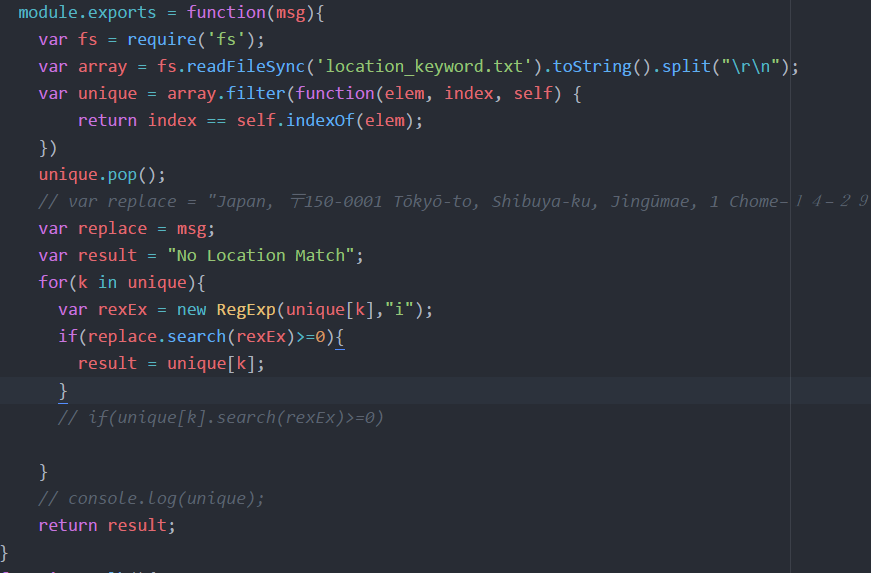 module.exports = function(msg){
var fs = require('fs');
var array = fs.readFileSync('location_keyword.txt').toString().split("\r\n");
var unique = array.filter(function(elem, index, self) {
return index == self.indexOf(elem);
})
unique.pop();
// var replace = "Japan, 〒150-0001 Tōkyō-to, Shibuya-ku, Jingūmae, 1 Chome−１４−２９
var replace = msg;
var result = "No Location Match";
for(k in unique){
var rexEx = new RegExp(unique[k],"i");
if(replace.search(rexEx)>=0){
result = unique[k];
}
// if(unique[k].search(rexEx)>=0)
}
// console.log(unique);
return result;
}